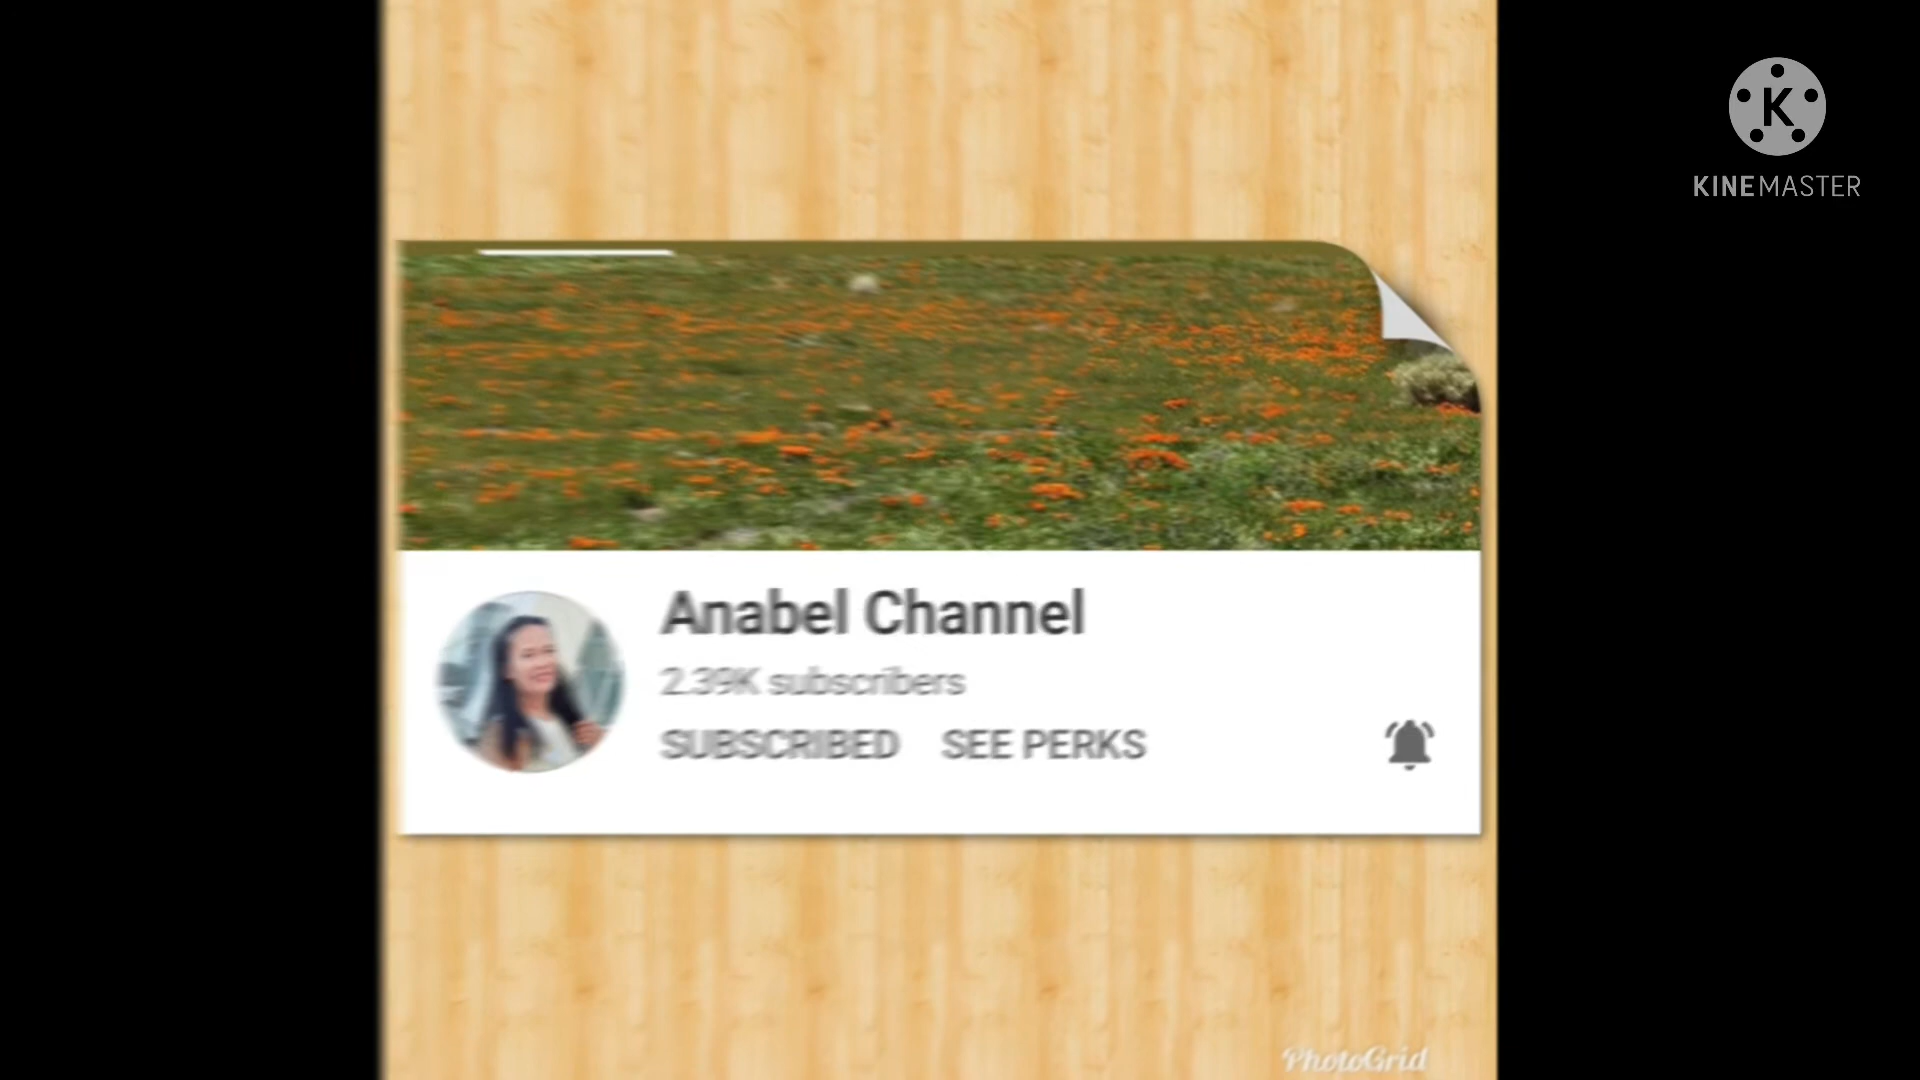 K
KINEMASTER
Anabel Channel
2.39K subscribers
SUBSCRIBED SEE PERKS
PhotoGrid